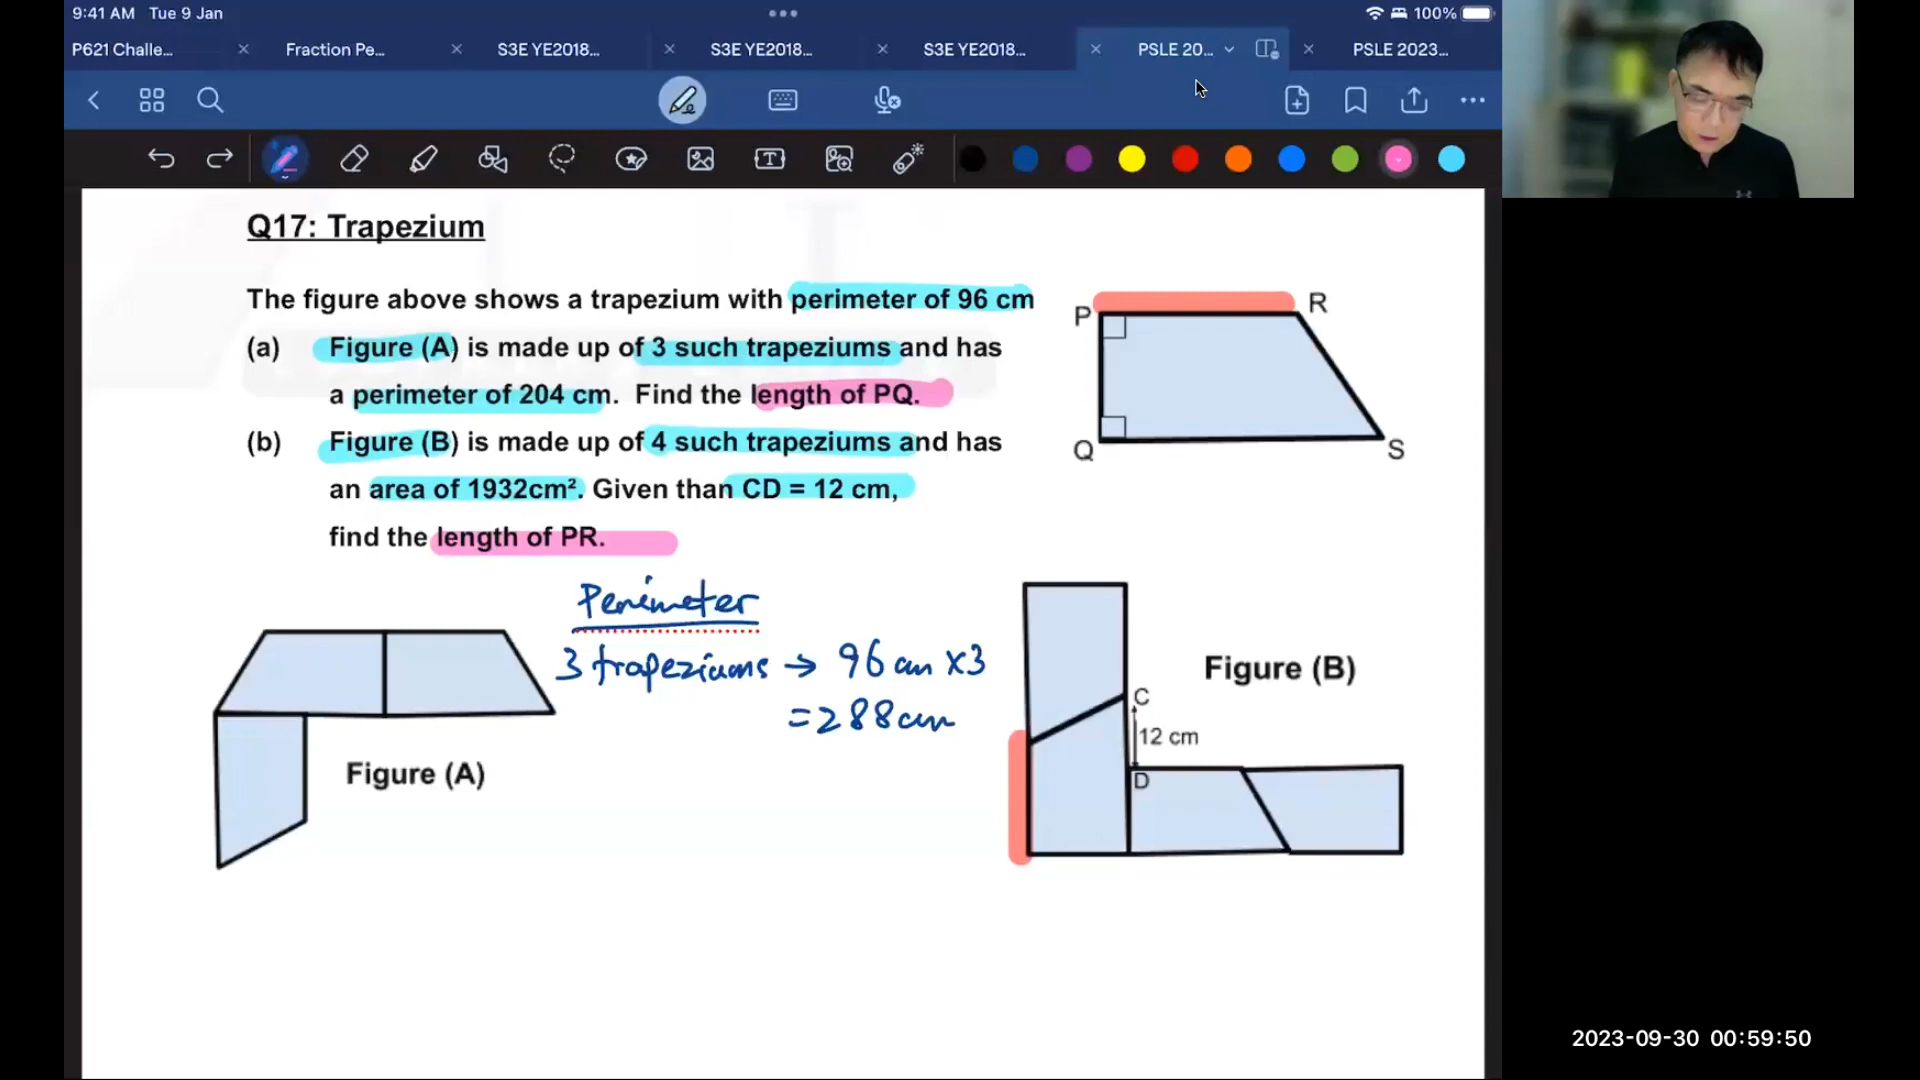 9:41 AM Tue 9 Jan
100%
P621 Challe...
Fraction Pe...
S3E YE2018...
S3E YE2018...
S3E YE2018...
PSLE 20...
PSLE 2023...
Q17: Trapezium
The figure above shows a trapezium with perimeter of 96 cm
(a) Figure (A) is made up of 3 such trapeziums and has
a perimeter of 204 cm. Find the length of PQ.
(b) Figure (B) is made up of 4 such trapeziums and has
an area of 1932cm². Given than CD = 12 cm,
find the length of PR.
P
R
Q
S
Perimeter
3 trapeziums → 96 cm x3
= 288cm
Figure (A)
Figure (B)
C
12 cm
D
2023-09-30 00:59:50